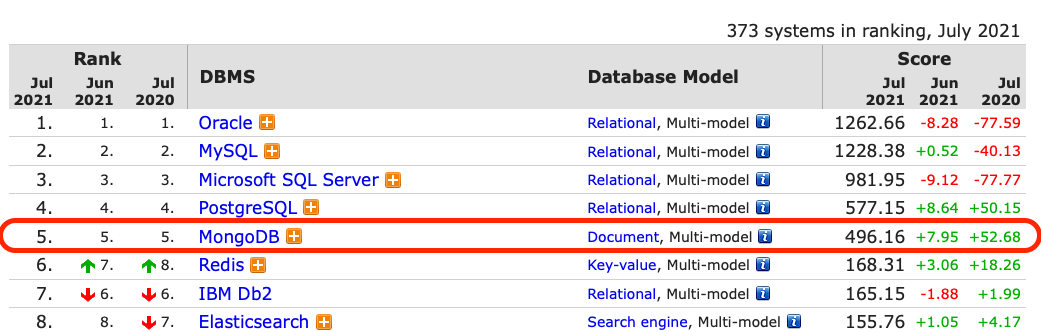 373 systems in ranking, July 2021
Rank DBMS Database Model Score
Jul 2021 Jun 2021 Jul 2020 Jul 2021 Jun 2021 Jul 2020
1. 1. 1. Oracle Relational, Multi-model 1262.66 -8.28 -77.59
2. 2. 2. MySQL Relational, Multi-model 1228.38 +0.52 -40.13
3. 3. 3. Microsoft SQL Server Relational, Multi-model 981.95 -9.12 -77.77
4. 4. 4. PostgreSQL Relational, Multi-model 577.15 +8.64 +50.15
5. 5. 5. MongoDB Document, Multi-model 496.16 +7.95 +52.68
6. 7. 8. Redis Key-value, Multi-model 168.31 +3.06 +18.26
7. 6. 6. IBM Db2 Relational, Multi-model 165.15 -1.88 +1.99
8. 8. 7. Elasticsearch Search engine, Multi-model 155.76 +1.05 +4.17